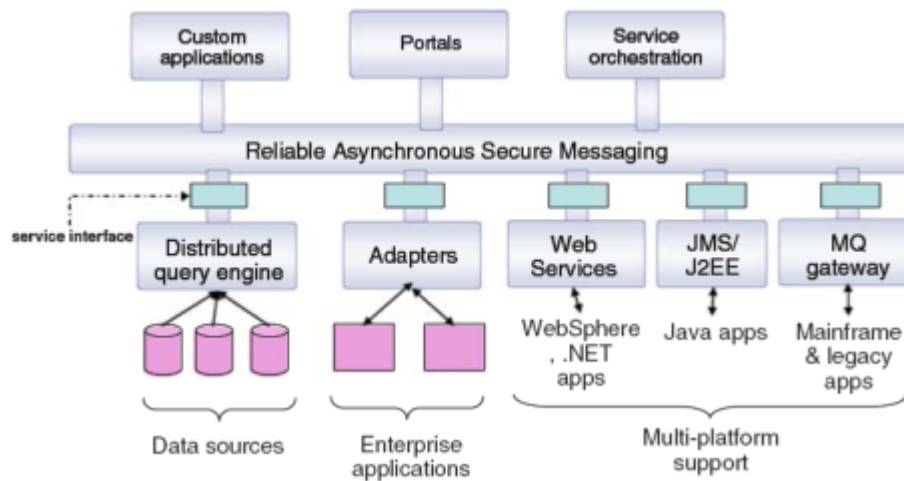 Custom
applications
Portals
Service
orchestration
Reliable Asynchronous Secure Messaging
service interface
Distributed
query engine
Adapters
Web
Services
JMS/
J2EE
MQ
gateway
WebSphere
, .NET
apps
Java apps
Mainframe
& legacy
apps
Data sources
Enterprise
applications
Multi-platform
support